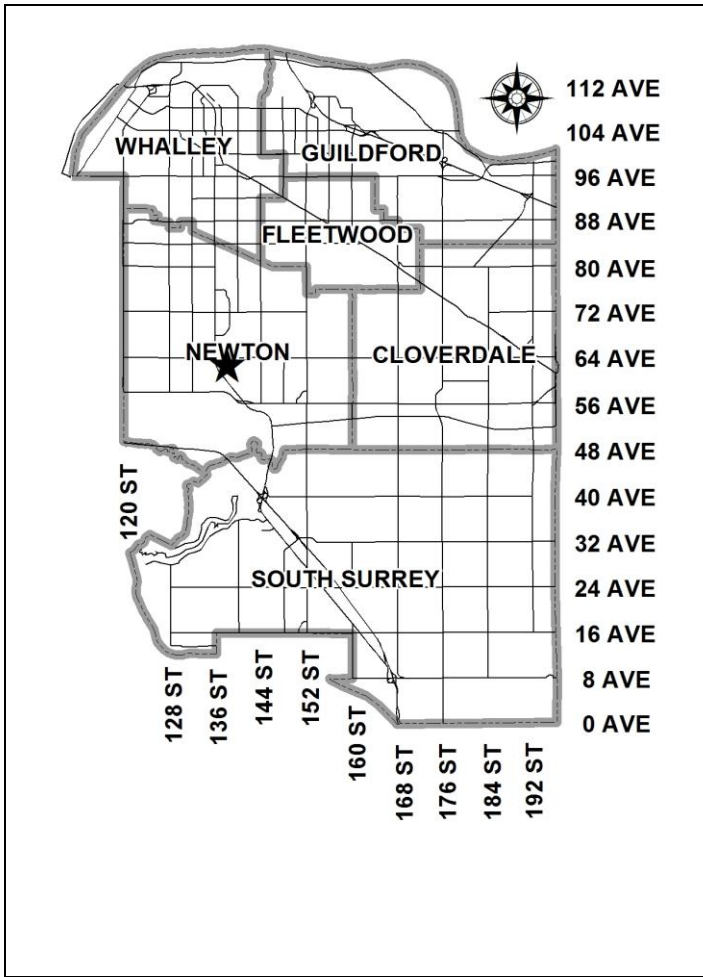 112 AVE
104 AVE
WHALLEY
GUILDFORD
96 AVE
88 AVE
FLEETWOOD
80 AVE
72 AVE
NEWTON
CLOVERDALE
64 AVE
56 AVE
48 AVE
120 ST
40 AVE
32 AVE
SOUTH SURREY
24 AVE
16 AVE
128 ST
136 ST
144 ST
152 ST
160 ST
8 AVE
0 AVE
168 ST
176 ST
184 ST
192 ST